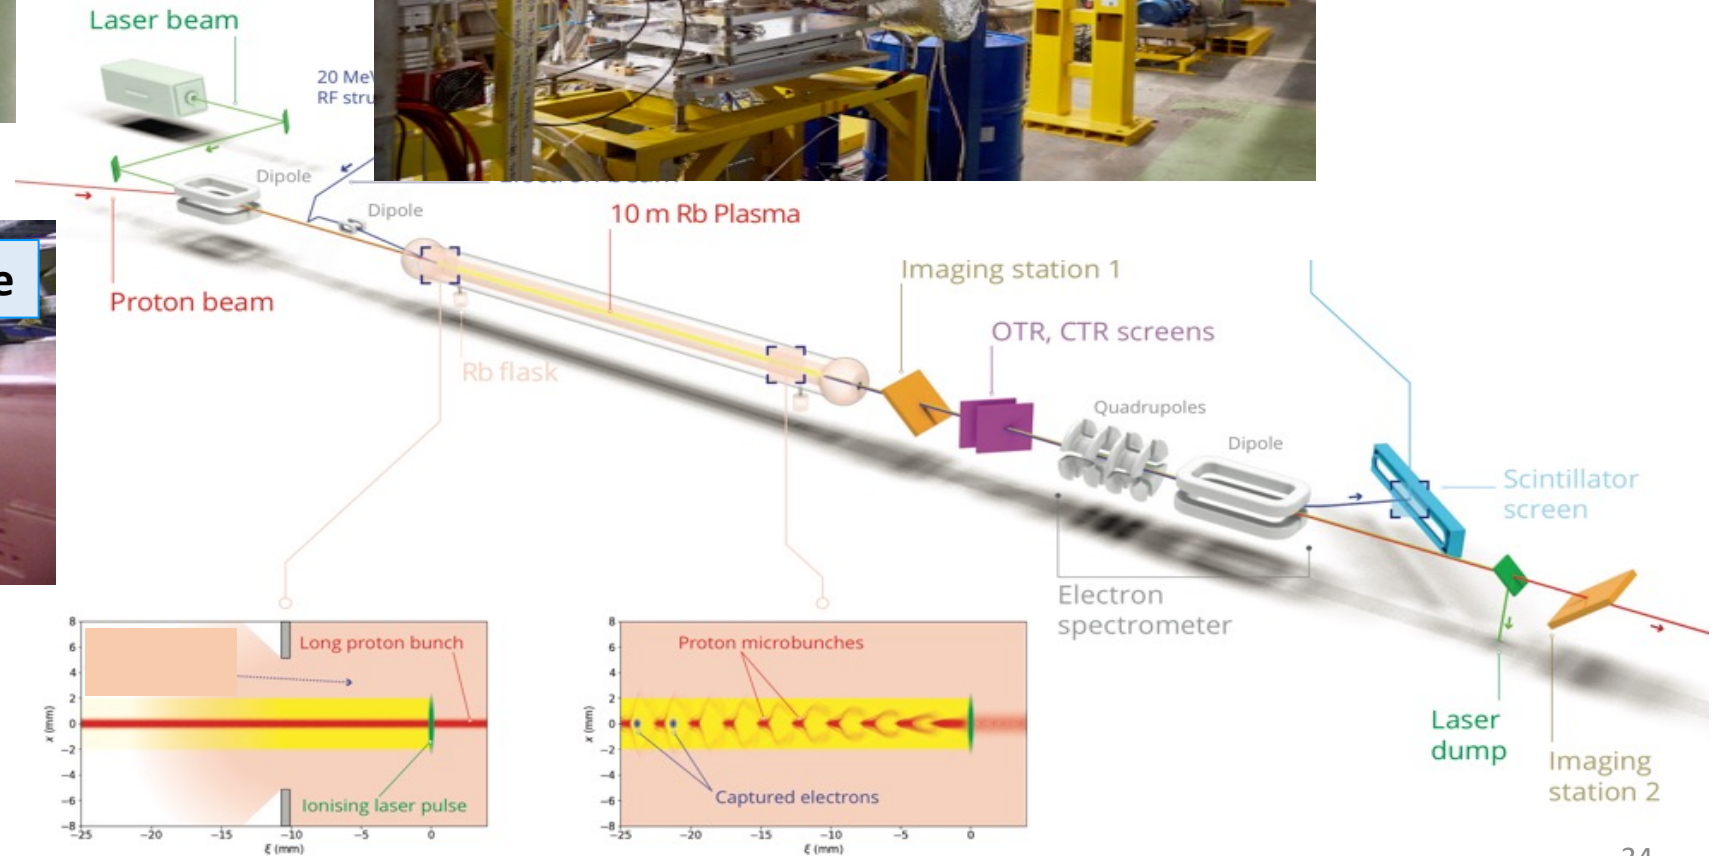 Laser beam
20 MeV
RF stru
Dipole
Dipole
10 m Rb Plasma
e
Proton beam
Imaging station 1
OTR, CTR screens
Rb flask
Quadrupoles
Dipole
Scintillator
screen
Electron
spectrometer
Laser
dump
Imaging
station 2
8
6
4
2
0
−2
−4
−6
−8
x (mm)
Long proton bunch
Ionising laser pulse
−25
−20
−15
−10
−5
0
ξ (mm)
8
6
4
2
0
−2
−4
−6
−8
x (mm)
Proton microbunches
Captured electrons
−25
−20
−15
−10
−5
0
ξ (mm)